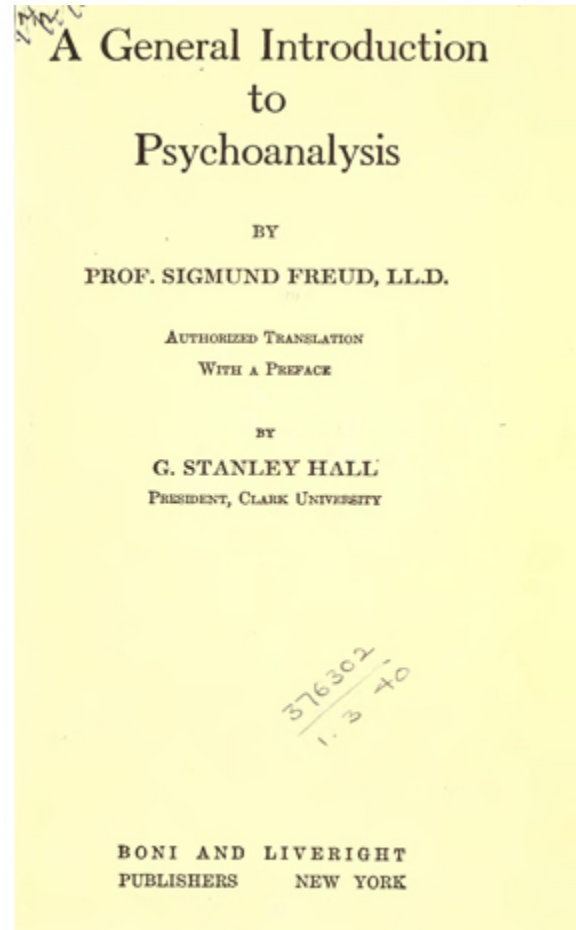 A General Introduction
to
Psychoanalysis
BY
PROF. SIGMUND FREUD, LL.D.
AUTHORIZED TRANSLATION
WITH A PREFACE
BY
G. STANLEY HALL
PRESIDENT, CLARK UNIVERSITY
376302
1. 3 40
BONI AND LIVERIGHT
PUBLISHERS NEW YORK